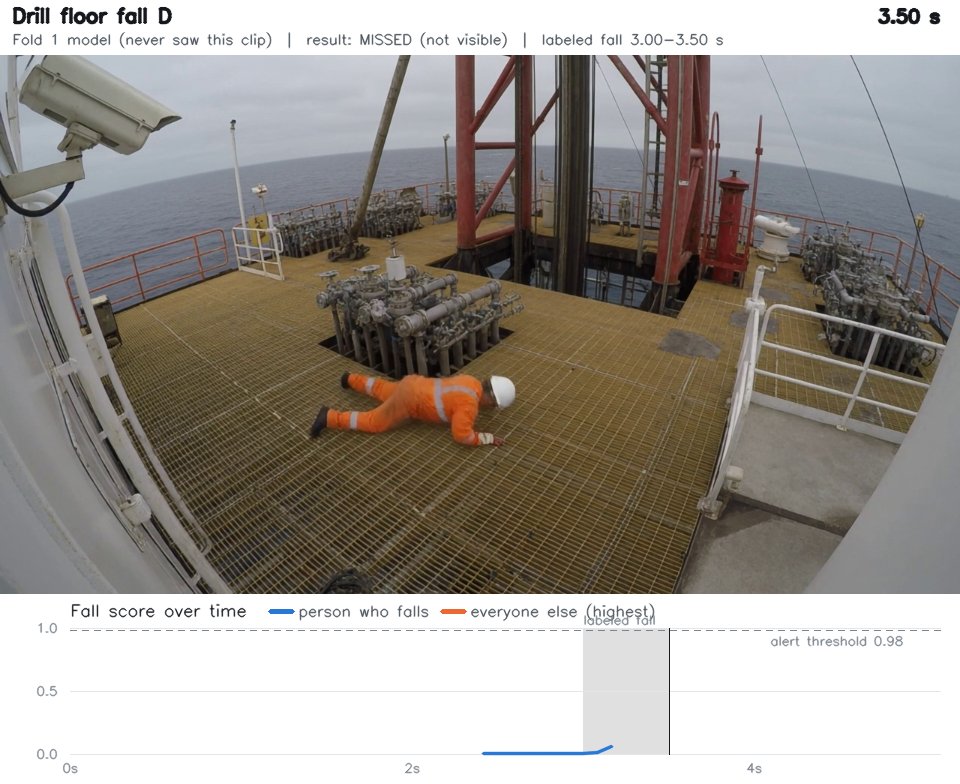 Drill floor fall D 3.50 s
Fold 1 model (never saw this clip) | result: MISSED (not visible) | labeled fall 3.00–3.50 s
Fall score over time person who falls everyone else (highest)
labeled fall
1.0
alert threshold 0.98
0.5
0.0
0s 2s 4s